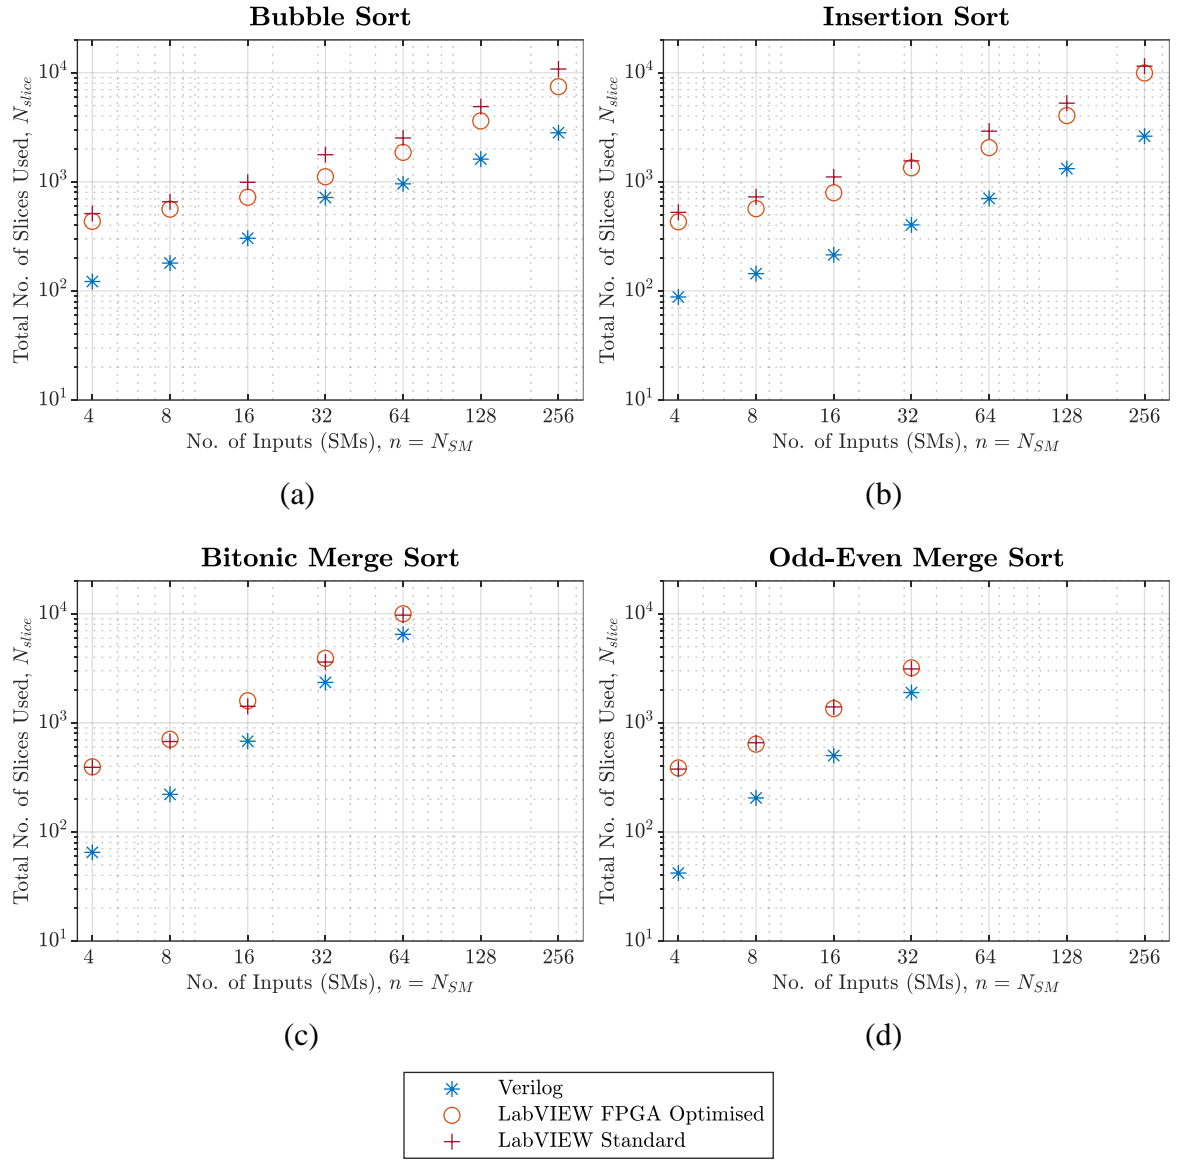 Bubble Sort
Total No. of Slices Used, N_slice
10^4
10^3
10^2
10^1
4 8 16 32 64 128 256
No. of Inputs (SMs), n = N_SM
(a)
Insertion Sort
Total No. of Slices Used, N_slice
10^4
10^3
10^2
10^1
4 8 16 32 64 128 256
No. of Inputs (SMs), n = N_SM
(b)
Bitonic Merge Sort
Total No. of Slices Used, N_slice
10^4
10^3
10^2
10^1
4 8 16 32 64 128 256
No. of Inputs (SMs), n = N_SM
(c)
Odd-Even Merge Sort
Total No. of Slices Used, N_slice
10^4
10^3
10^2
10^1
4 8 16 32 64 128 256
No. of Inputs (SMs), n = N_SM
(d)
Verilog
LabVIEW FPGA Optimised
LabVIEW Standard